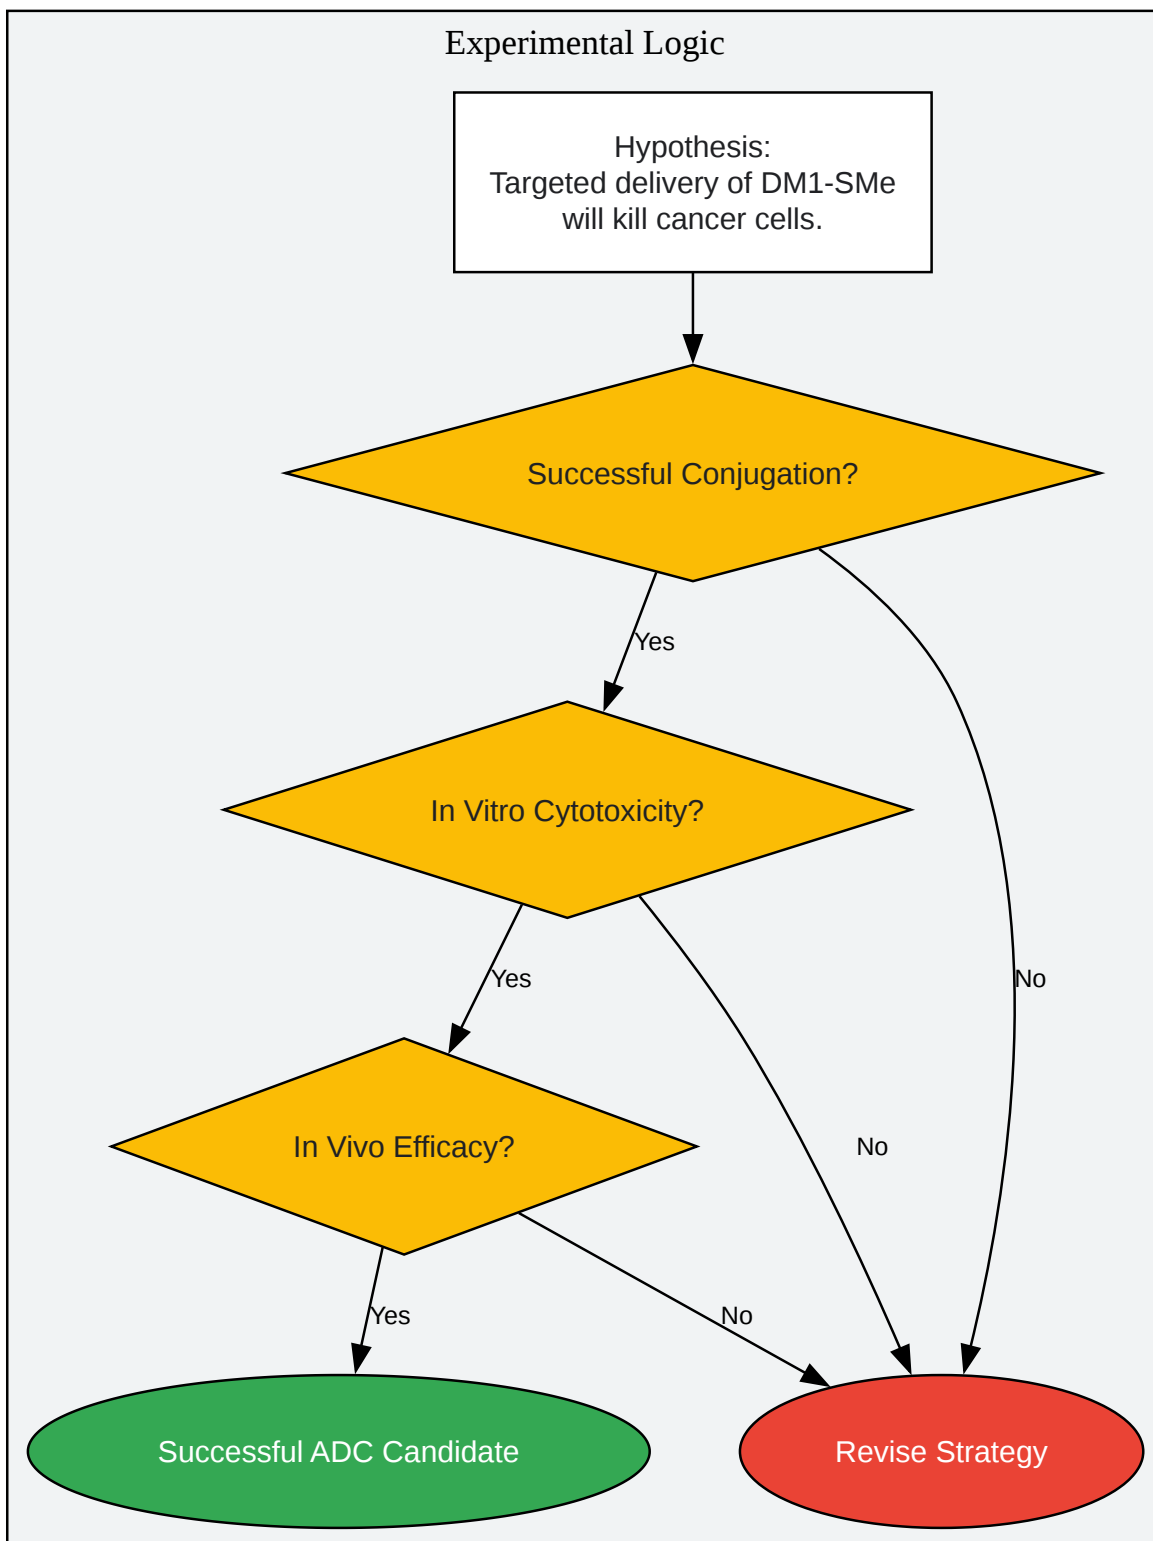 Experimental Logic
Hypothesis:
Targeted delivery of DM1-SMe
will kill cancer cells.
Successful Conjugation?
Yes
In Vitro Cytotoxicity?
Yes
No
In Vivo Efficacy?
No
Yes
No
Successful ADC Candidate
Revise Strategy